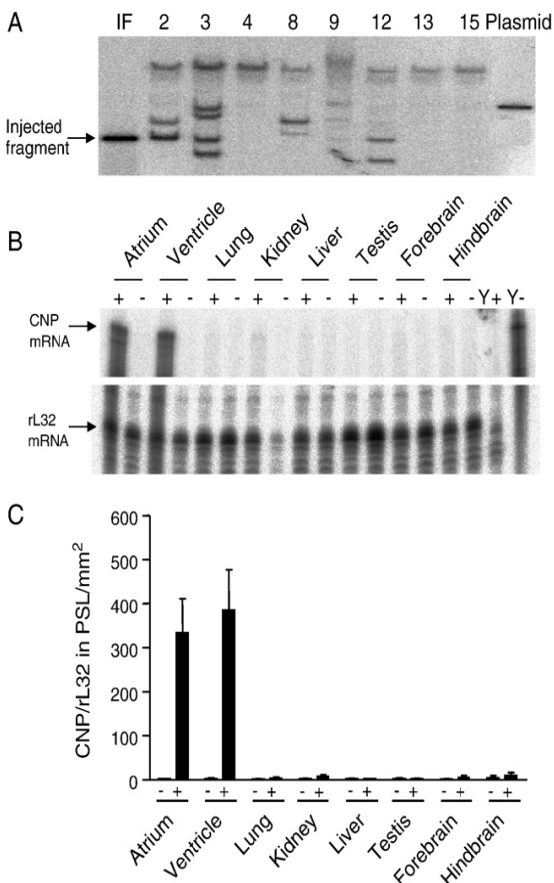 A
IF 2 3 4 8 9 12 13 15 Plasmid
Injected
fragment
B
Atrium Ventricle Lung Kidney Liver Testis Forebrain Hindbrain
+ - + - + - + - + - + - + - + - Y+ Y-
CNP
mRNA
rL32
mRNA
C
CNP/rL32 in PSL/mm²
600
500
400
300
200
100
0
- + - + - + - + - + - + - + - +
Atrium Ventricle Lung Kidney Liver Testis Forebrain Hindbrain